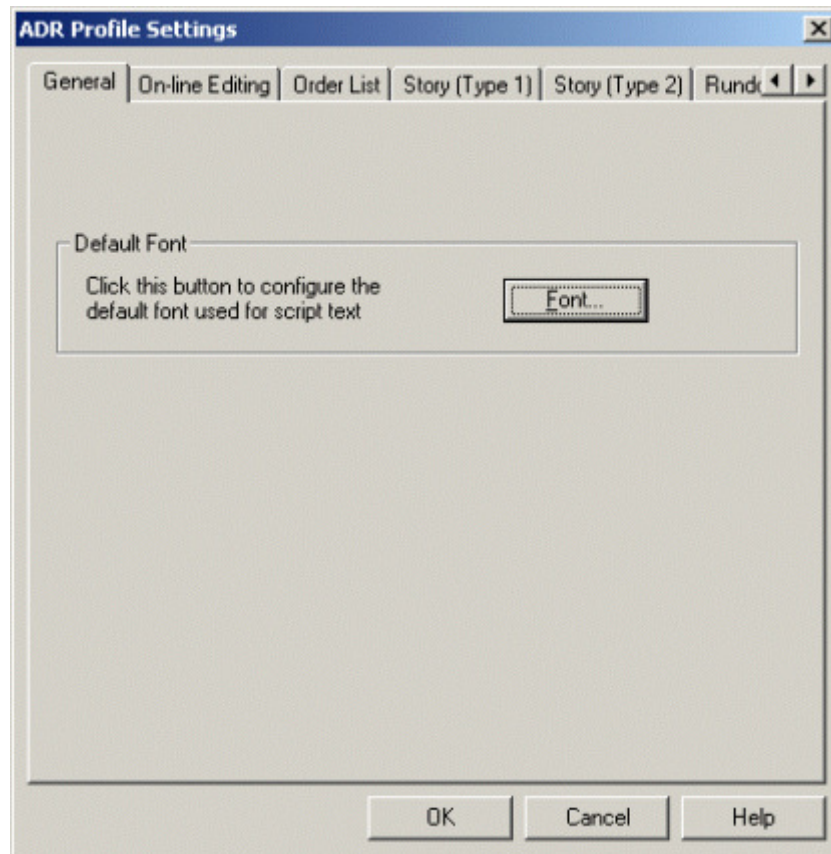 ADR Profile Settings
General On-line Editing Order List Story (Type 1) Story (Type 2)
Default Font
Click this button to configure the
default font used for script text
Font...
OK Cancel Help